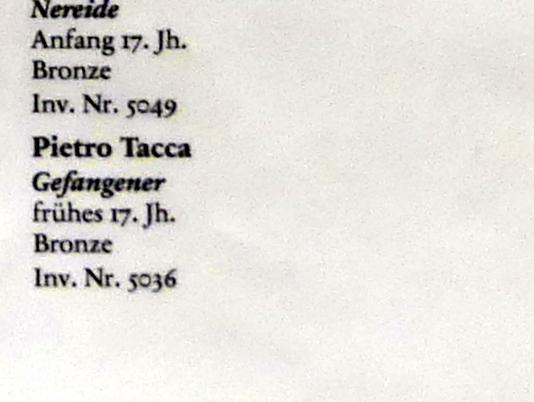 Nereide
Anfang 17. Jh.
Bronze
Inv. Nr. 5049
Pietro Tacca
Gefangener
frühes 17. Jh.
Bronze
Inv. Nr. 5036